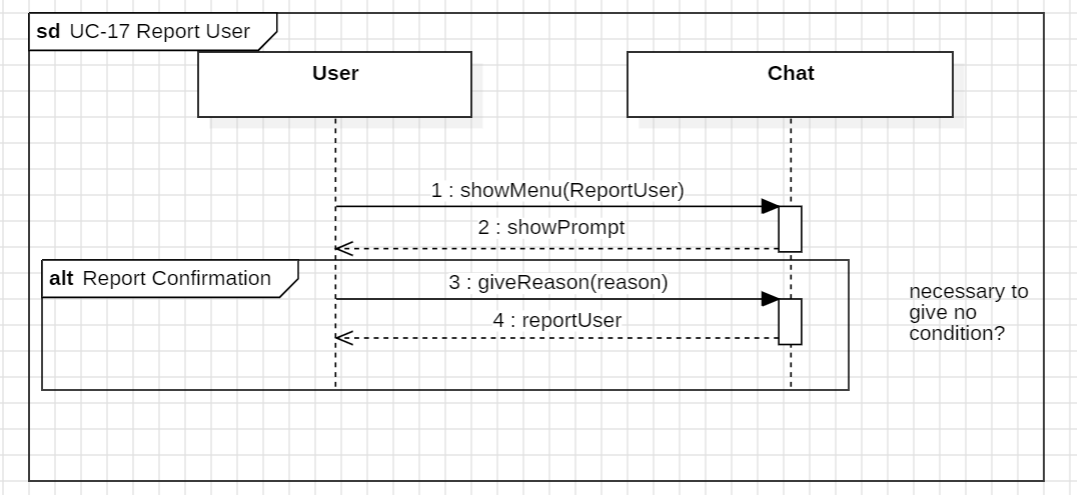 sd UC-17 Report User
User
Chat
1 : showMenu(ReportUser)
2 : showPrompt
alt Report Confirmation
3 : giveReason(reason)
4 : reportUser
necessary to
give no
condition?